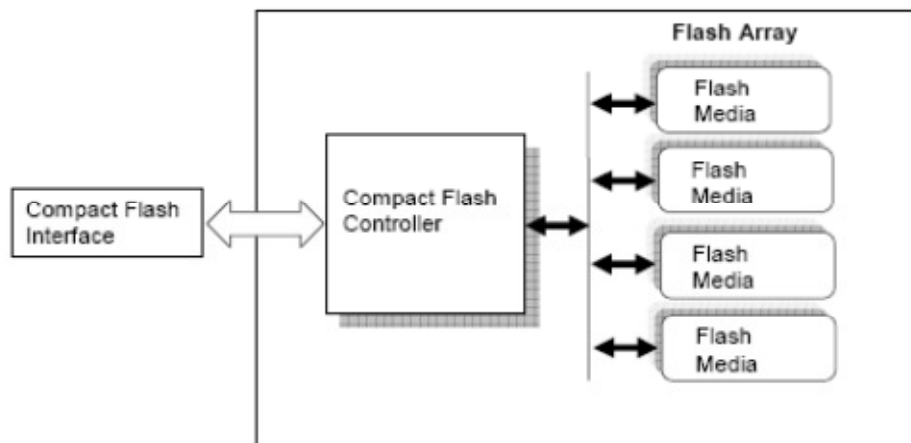 Flash Array
Flash
Media
Flash
Media
Compact Flash
Controller
Compact Flash
Interface
Flash
Media
Flash
Media